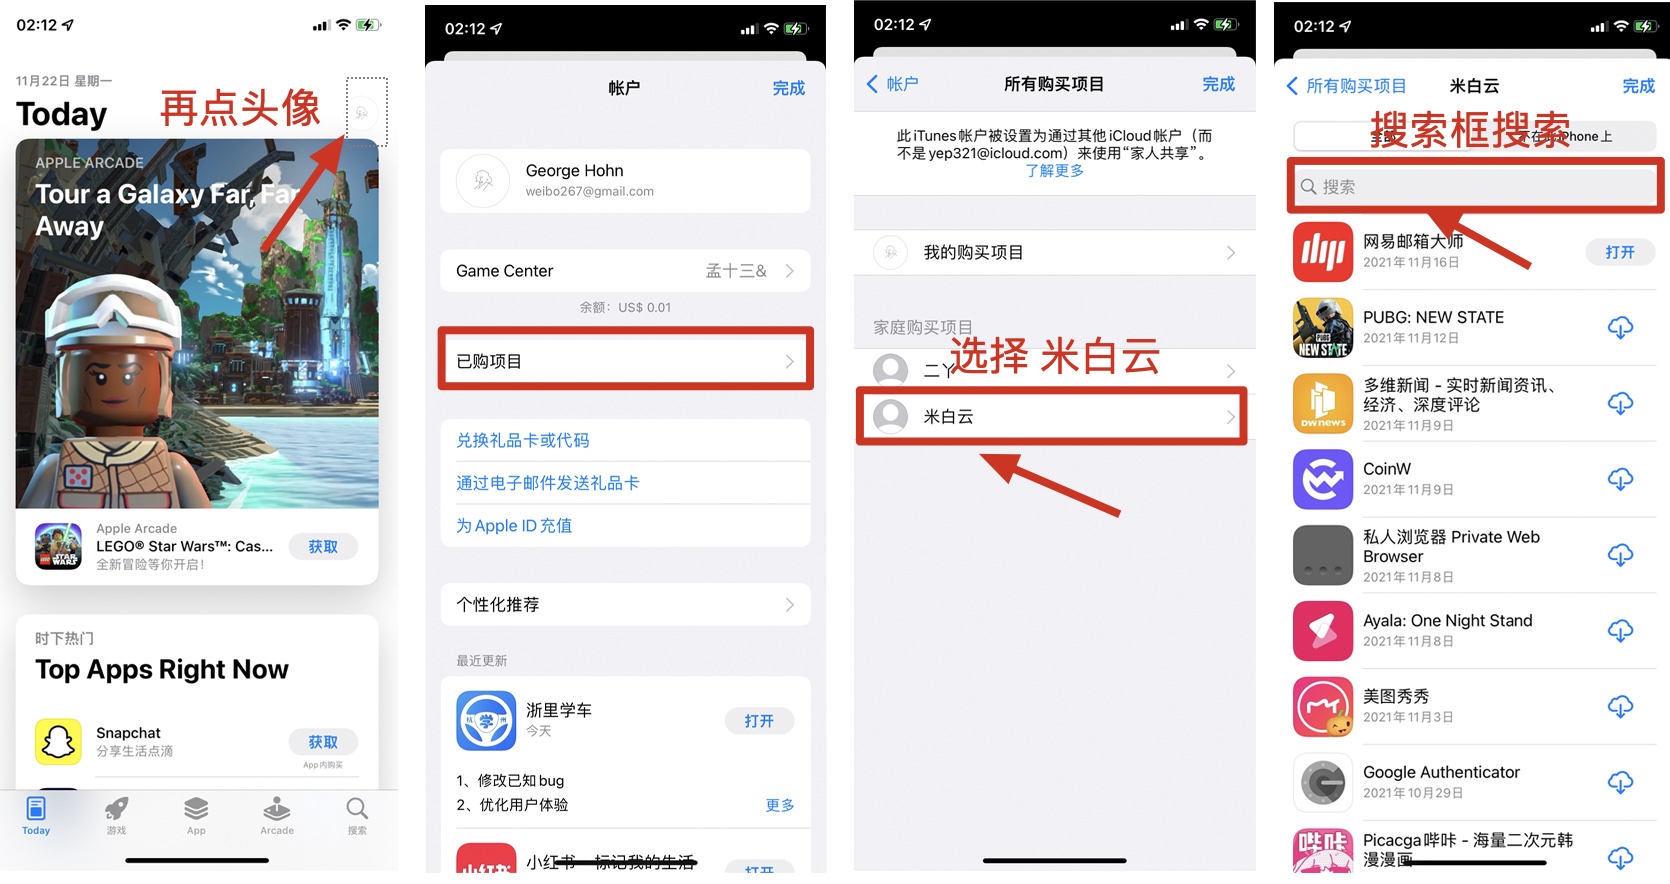 02:12
11月22日 星期一
Today
再点头像
APPLE ARCADE
Tour a Galaxy Far, Far
Away
Apple Arcade
LEGO® Star Wars™: Cas...
全新冒险等你开启！
获取
时下热门
Top Apps Right Now
Snapchat
分享生活点滴
获取
App内购买
Today
游戏
App
Arcade
搜索
02:12
帐户
完成
George Hohn
weibo267@gmail.com
Game Center
孟十三&
余额：US$ 0.01
已购项目
兑换礼品卡或代码
通过电子邮件发送礼品卡
为 Apple ID 充值
个性化推荐
最近更新
浙里学车
今天
打开
1、修改已知 bug
2、优化用户体验
更多
小红书 – 标记我的生活
打开
02:12
帐户
所有购买项目
完成
此 iTunes 帐户被设置为通过其他 iCloud 帐户（而
不是 yep321@icloud.com）来使用“家人共享”。
了解更多
我的购买项目
家庭购买项目
选择 米白云
二丫
米白云
02:12
所有购买项目
米白云
完成
搜索框搜索
全部
不在此 iPhone 上
搜索
网易邮箱大师
2021年11月16日
打开
PUBG: NEW STATE
2021年11月12日
多维新闻 - 实时新闻资讯、
经济、深度评论
2021年11月9日
CoinW
2021年11月9日
私人浏览器 Private Web
Browser
2021年11月8日
Ayala: One Night Stand
2021年11月8日
美图秀秀
2021年11月3日
Google Authenticator
2021年10月29日
Picacga哔咔 - 海量二次元韩
漫漫画